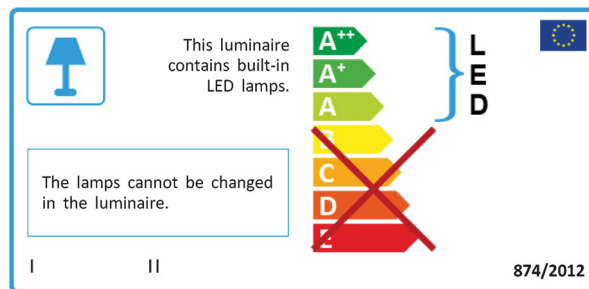 This luminaire
contains built-in
LED lamps.
A++
A+
A
B
C
D
E
L
E
D
The lamps cannot be changed
in the luminaire.
I
II
874/2012